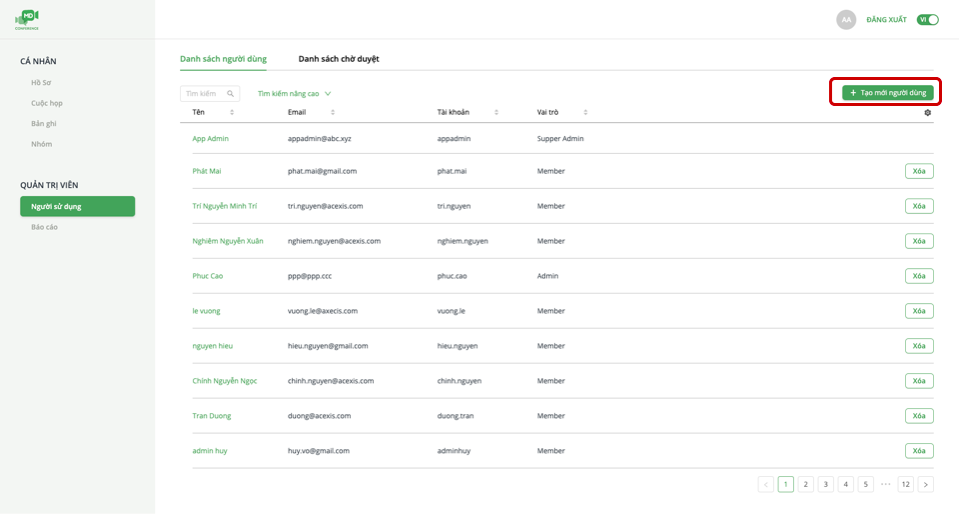 MD
CONFERENCE
AA
ĐĂNG XUẤT
VI
CÁ NHÂN
Hồ Sơ
Cuộc họp
Bản ghi
Nhóm
QUẢN TRỊ VIÊN
Người sử dụng
Báo cáo
Danh sách người dùng
Danh sách chờ duyệt
Tìm kiếm
Tìm kiếm nâng cao
+ Tạo mới người dùng
Tên Email Tài khoản Vai trò
App Admin appadmin@abc.xyz appadmin Supper Admin
Phát Mai phat.mai@gmail.com phat.mai Member Xóa
Trí Nguyễn Minh Trí tri.nguyen@acexis.com tri.nguyen Member Xóa
Nghiêm Nguyễn Xuân nghiem.nguyen@acexis.com nghiem.nguyen Member Xóa
Phuc Cao ppp@ppp.ccc phuc.cao Admin Xóa
le vuong vuong.le@axecis.com vuong.le Member Xóa
nguyen hieu hieu.nguyen@gmail.com hieu.nguyen Member Xóa
Chính Nguyễn Ngọc chinh.nguyen@acexis.com chinh.nguyen Member Xóa
Tran Duong duong@acexis.com duong.tran Member Xóa
admin huy huy.vo@gmail.com adminhuy Member Xóa
< 1 2 3 4 5 ••• 12 >